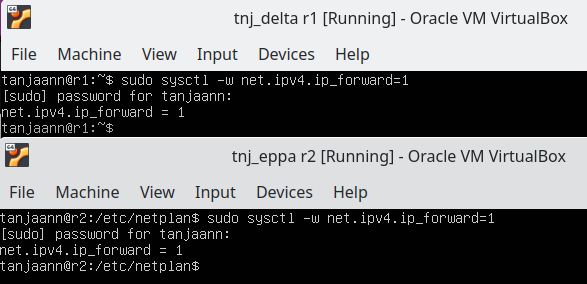 tnj_delta r1 [Running] - Oracle VM VirtualBox
File Machine View Input Devices Help
tanjaann@r1:~$ sudo sysctl -w net.ipv4.ip_forward=1
[sudo] password for tanjaann:
net.ipv4.ip_forward = 1
tanjaann@r1:~$
tnj_eppa r2 [Running] - Oracle VM VirtualBox
File Machine View Input Devices Help
tanjaann@r2:/etc/netplan$ sudo sysctl -w net.ipv4.ip_forward=1
[sudo] password for tanjaann:
net.ipv4.ip_forward = 1
tanjaann@r2:/etc/netplan$